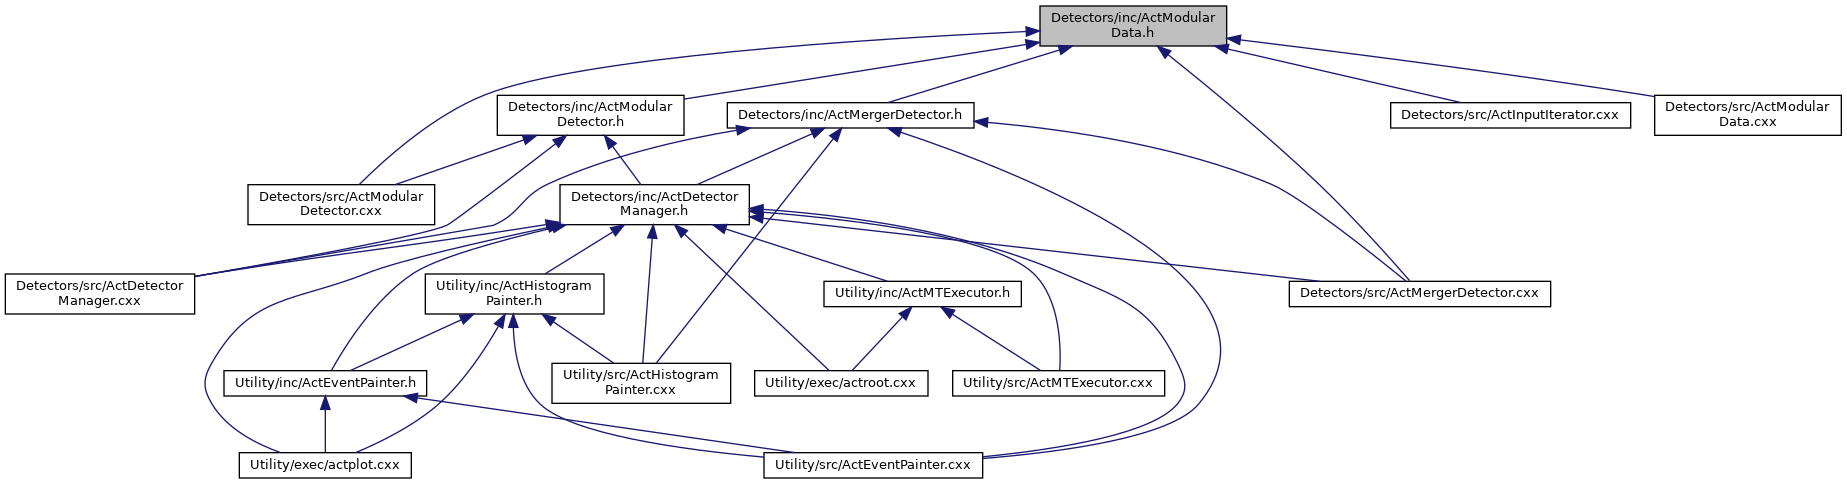 Detectors/inc/ActModular
Data.h
Detectors/inc/ActModular
Detector.h
Detectors/inc/ActMergerDetector.h
Detectors/src/ActInputIterator.cxx
Detectors/src/ActModular
Data.cxx
Detectors/src/ActModular
Detector.cxx
Detectors/inc/ActDetector
Manager.h
Detectors/src/ActDetector
Manager.cxx
Utility/inc/ActHistogram
Painter.h
Utility/inc/ActMTExecutor.h
Detectors/src/ActMergerDetector.cxx
Utility/inc/ActEventPainter.h
Utility/src/ActHistogram
Painter.cxx
Utility/exec/actroot.cxx
Utility/src/ActMTExecutor.cxx
Utility/exec/actplot.cxx
Utility/src/ActEventPainter.cxx